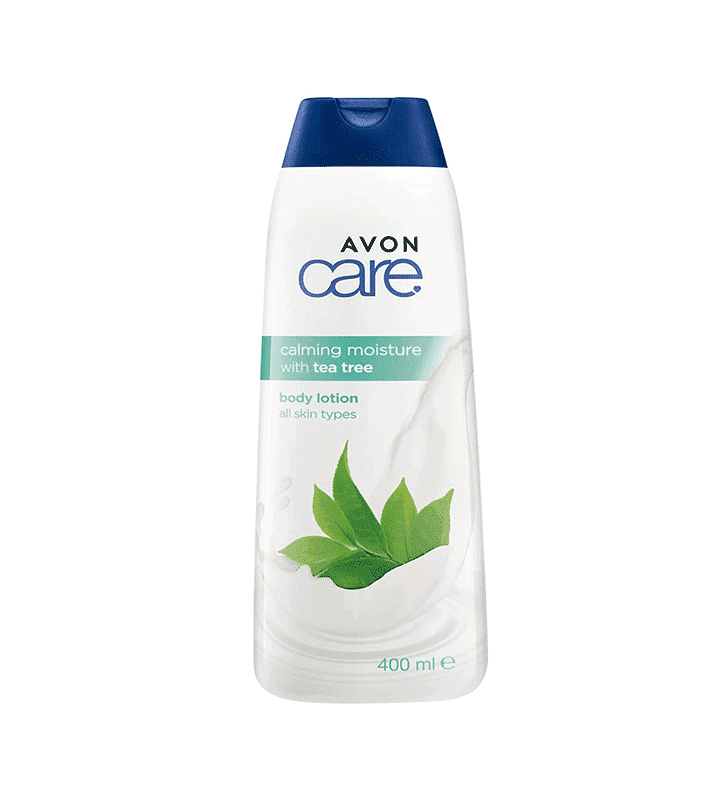 AVON
care
calming moisture
with tea tree
body lotion
all skin types
400 ml ℮